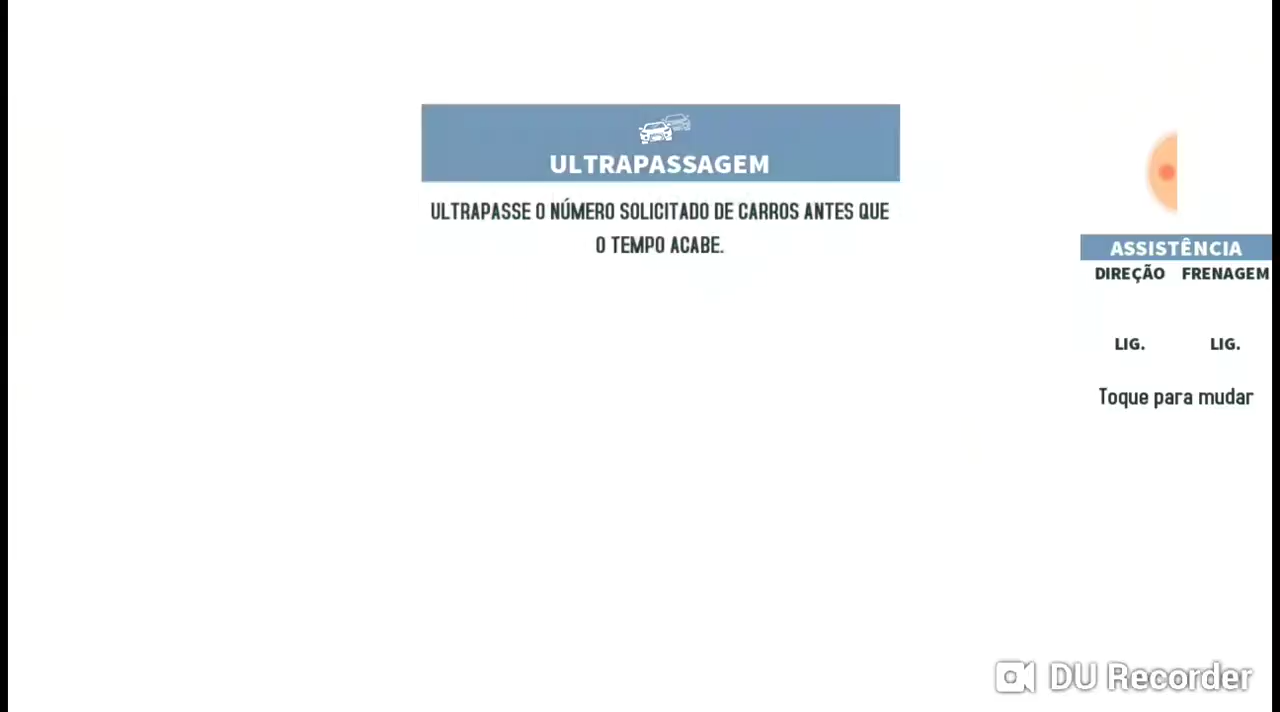 ULTRAPASSAGEM
ULTRAPASSE O NÚMERO SOLICITADO DE CARROS ANTES QUE
O TEMPO ACABE.
ASSISTÊNCIA
DIREÇÃO FRENAGEM
LIG. LIG.
Toque para mudar
DU Recorder